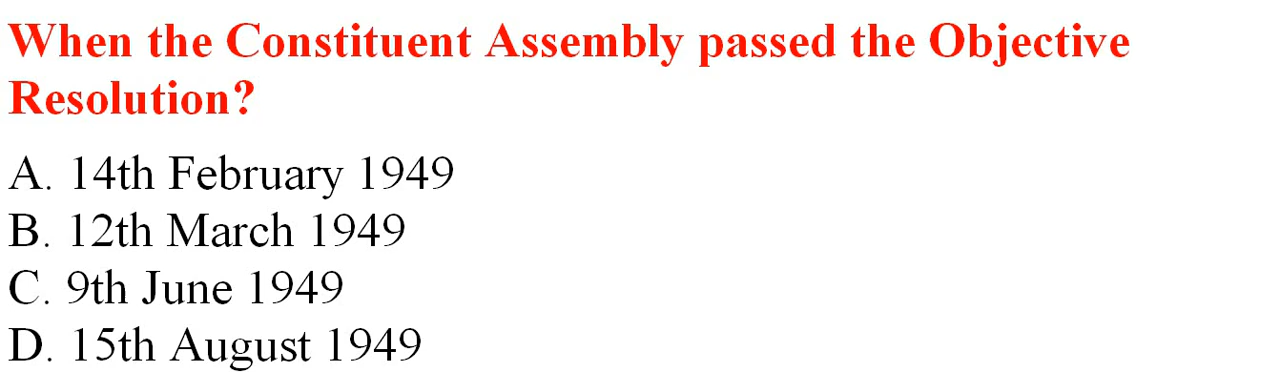 When the Constituent Assembly passed the Objective
Resolution?
A. 14th February 1949
B. 12th March 1949
C. 9th June 1949
D. 15th August 1949